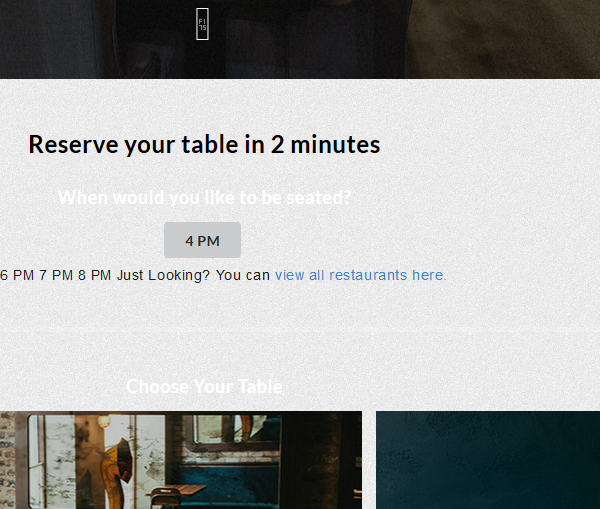 Reserve your table in 2 minutes
When would you like to be seated?
4 PM
6 PM 7 PM 8 PM Just Looking? You can view all restaurants here.
Choose Your Table